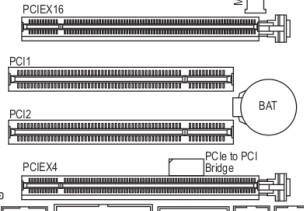 PCIEX16
PCI1
BAT
PCI2
PCIe to PCI
Bridge
PCIEX4